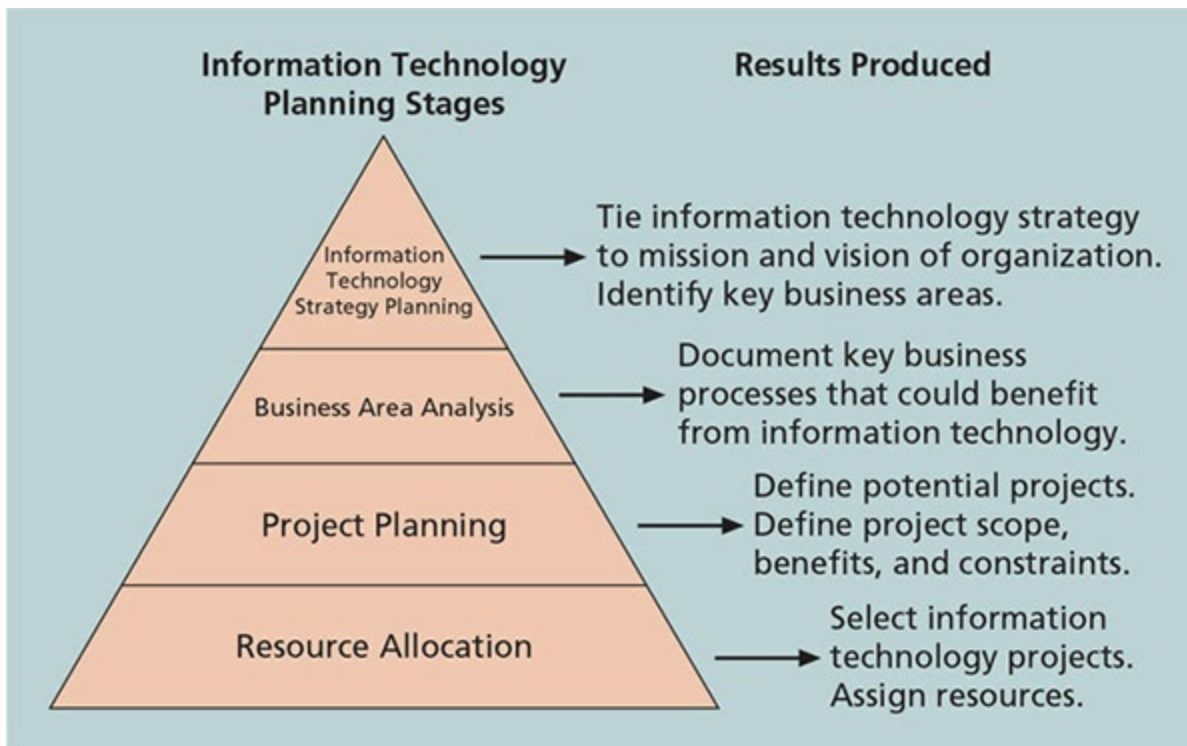 Information Technology
Planning Stages
Results Produced
Information
Technology
Strategy Planning
Tie information technology strategy
to mission and vision of organization.
Identify key business areas.
Business Area Analysis
Document key business
processes that could benefit
from information technology.
Project Planning
Define potential projects.
Define project scope,
benefits, and constraints.
Resource Allocation
Select information
technology projects.
Assign resources.